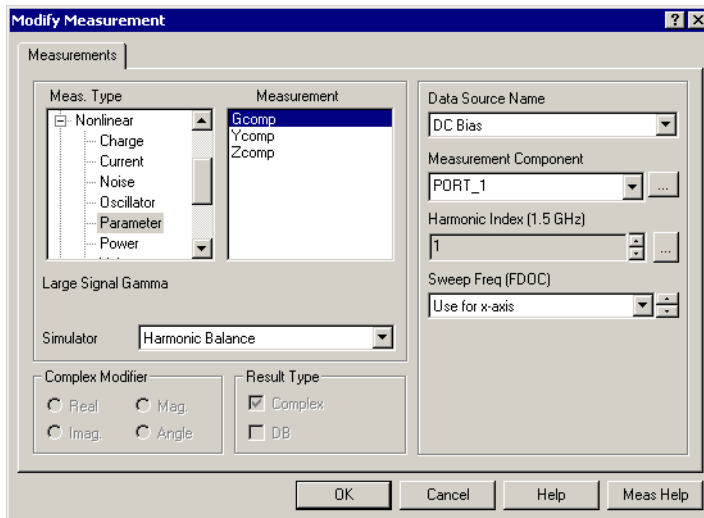 Modify Measurement
Measurements
Meas. Type
Measurement
Nonlinear
Charge
Current
Noise
Oscillator
Parameter
Power
Gcomp
Ycomp
Zcomp
Large Signal Gamma
Simulator
Harmonic Balance
Complex Modifier
Real
Mag.
Imag.
Angle
Result Type
Complex
DB
Data Source Name
DC Bias
Measurement Component
PORT_1
...
Harmonic Index (1.5 GHz)
1
...
Sweep Freq (FDOC)
Use for x-axis
OK
Cancel
Help
Meas Help